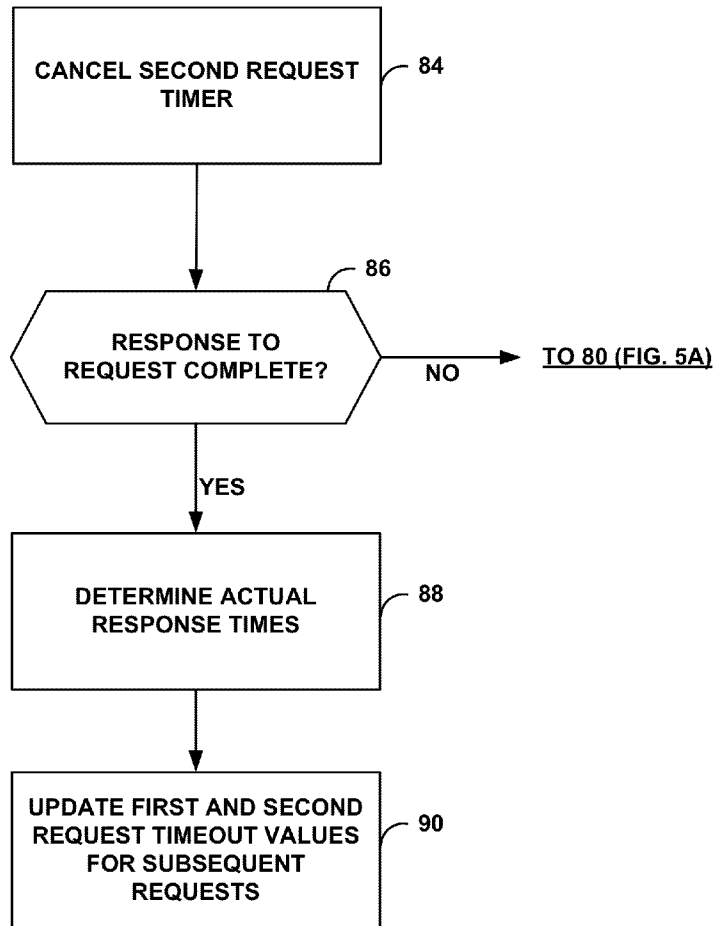 CANCEL SECOND REQUEST
TIMER
84
86
RESPONSE TO
REQUEST COMPLETE?
NO
TO 80 (FIG. 5A)
YES
DETERMINE ACTUAL
RESPONSE TIMES
88
UPDATE FIRST AND SECOND
REQUEST TIMEOUT VALUES
FOR SUBSEQUENT
REQUESTS
90